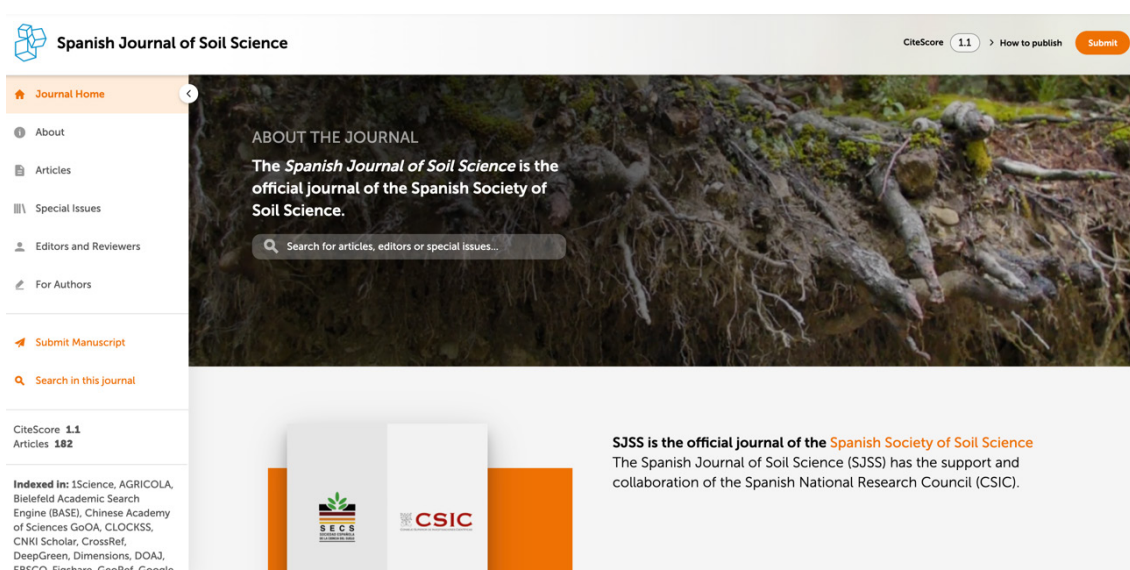 Spanish Journal of Soil Science
CiteScore 1.1 > How to publish Submit
Journal Home
About
Articles
Special Issues
Editors and Reviewers
For Authors
Submit Manuscript
Search in this journal
CiteScore 1.1
Articles 182
Indexed in: 1Science, AGRICOLA,
Bielefeld Academic Search
Engine (BASE), Chinese Academy
of Sciences GoOA, CLOCKSS,
CNKI Scholar, CrossRef,
DeepGreen, Dimensions, DOAJ,
EBSCO, Figshare, GeoRef, Google
ABOUT THE JOURNAL
The Spanish Journal of Soil Science is the
official journal of the Spanish Society of
Soil Science.
Search for articles, editors or special issues...
SECS
CSIC
SJSS is the official journal of the Spanish Society of Soil Science
The Spanish Journal of Soil Science (SJSS) has the support and
collaboration of the Spanish National Research Council (CSIC).